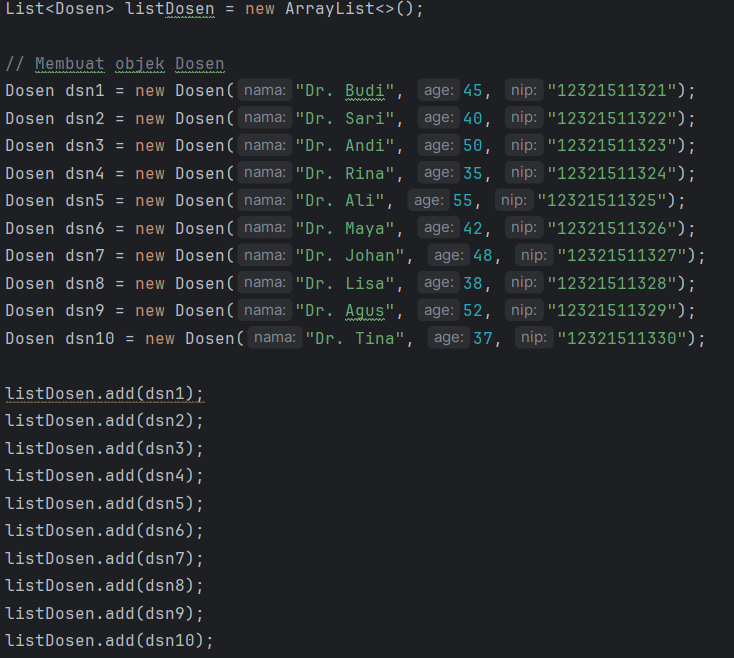 List<Dosen> listDosen = new ArrayList<>();
// Membuat objek Dosen
Dosen dsn1 = new Dosen( nama: "Dr. Budi", age: 45, nip: "12321511321");
Dosen dsn2 = new Dosen( nama: "Dr. Sari", age: 40, nip: "12321511322");
Dosen dsn3 = new Dosen( nama: "Dr. Andi", age: 50, nip: "12321511323");
Dosen dsn4 = new Dosen( nama: "Dr. Rina", age: 35, nip: "12321511324");
Dosen dsn5 = new Dosen( nama: "Dr. Ali", age: 55, nip: "12321511325");
Dosen dsn6 = new Dosen( nama: "Dr. Maya", age: 42, nip: "12321511326");
Dosen dsn7 = new Dosen( nama: "Dr. Johan", age: 48, nip: "12321511327");
Dosen dsn8 = new Dosen( nama: "Dr. Lisa", age: 38, nip: "12321511328");
Dosen dsn9 = new Dosen( nama: "Dr. Agus", age: 52, nip: "12321511329");
Dosen dsn10 = new Dosen( nama: "Dr. Tina", age: 37, nip: "12321511330");
listDosen.add(dsn1);
listDosen.add(dsn2);
listDosen.add(dsn3);
listDosen.add(dsn4);
listDosen.add(dsn5);
listDosen.add(dsn6);
listDosen.add(dsn7);
listDosen.add(dsn8);
listDosen.add(dsn9);
listDosen.add(dsn10);